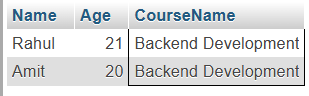 Name Age CourseName
Rahul 21 Backend Development
Amit 20 Backend Development